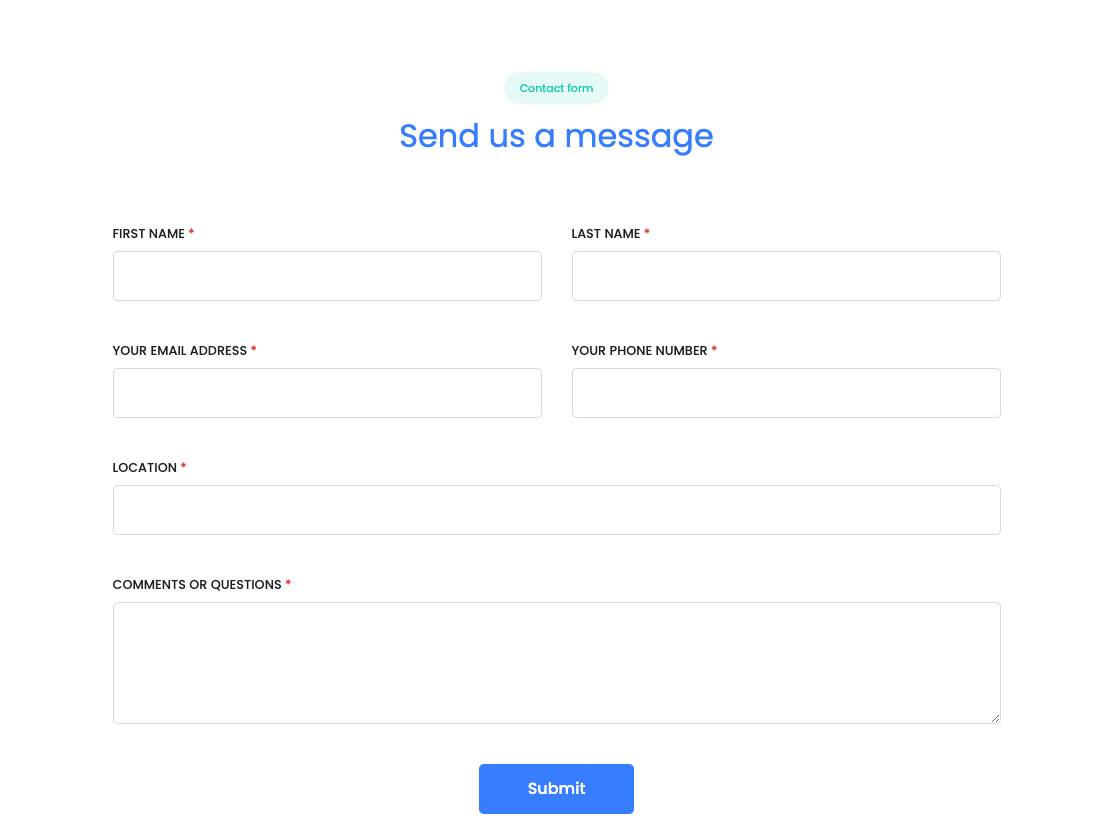 Contact form
Send us a message
FIRST NAME *
LAST NAME *
YOUR EMAIL ADDRESS *
YOUR PHONE NUMBER *
LOCATION *
COMMENTS OR QUESTIONS *
Submit